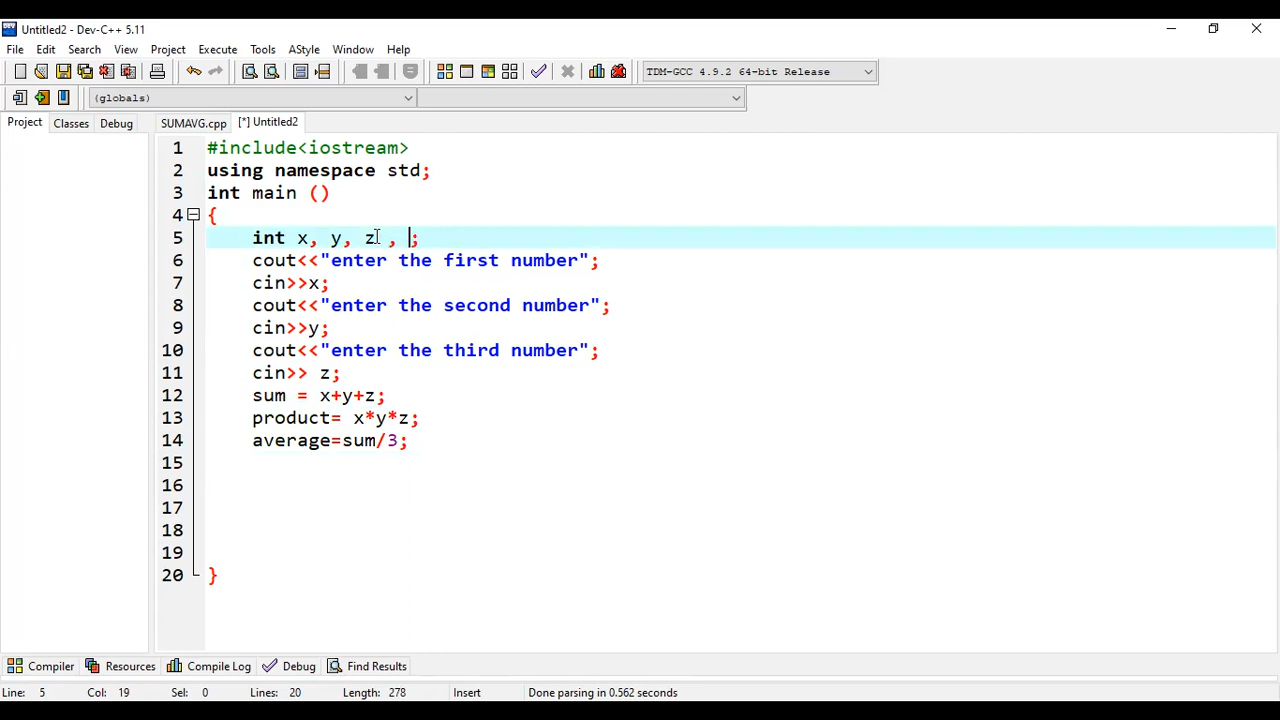 Untitled2 - Dev-C++ 5.11
File Edit Search View Project Execute Tools AStyle Window Help
TDM-GCC 4.9.2 64-bit Release
(globals)
Project Classes Debug SUMAVG.cpp [*] Untitled2
1 #include<iostream>
2 using namespace std;
3 int main ()
4 {
5 int x, y, z , ;
6 cout<<"enter the first number";
7 cin>>x;
8 cout<<"enter the second number";
9 cin>>y;
10 cout<<"enter the third number";
11 cin>> z;
12 sum = x+y+z;
13 product= x*y*z;
14 average=sum/3;
15
16
17
18
19
20 }
Compiler Resources Compile Log Debug Find Results
Line: 5 Col: 19 Sel: 0 Lines: 20 Length: 278 Insert Done parsing in 0.562 seconds